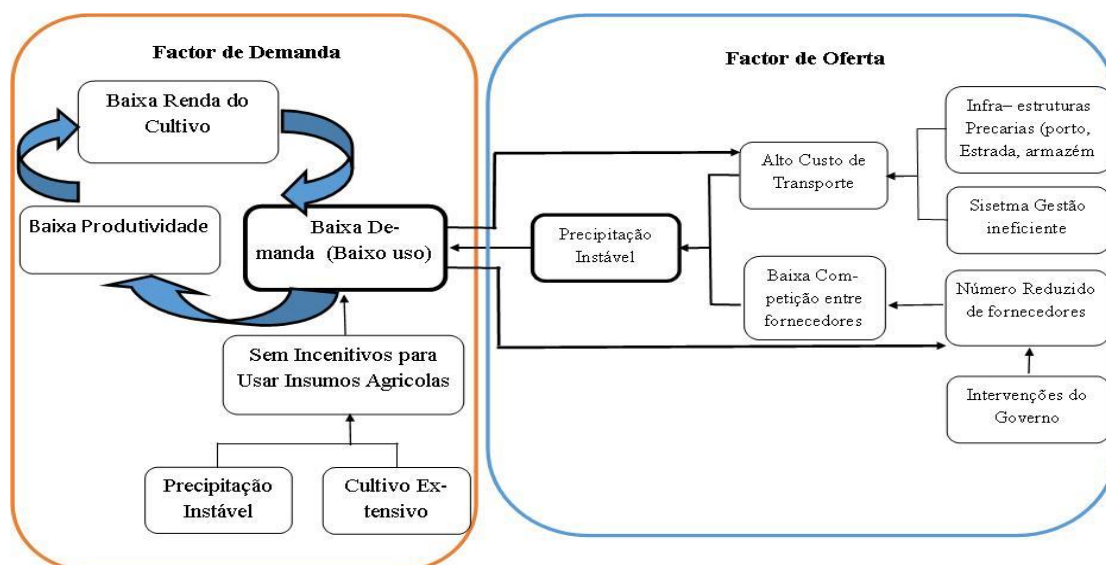 Factor de Demanda
Baixa Renda do
Cultivo
Baixa Produtividade
Baixa De-
manda (Baixo uso)
Sem Incenitivos para
Usar Insumos Agricolas
Precipitação
Instável
Cultivo Ex-
tensivo
Factor de Oferta
Precipitação
Instável
Alto Custo de
Transporte
Baixa Com-
petição entre
fornecedores
Infra– estruturas
Precarias (porto,
Estrada, armazém
Sisetma Gestão
ineficiente
Número Reduzido
de fornecedores
Intervenções do
Governo